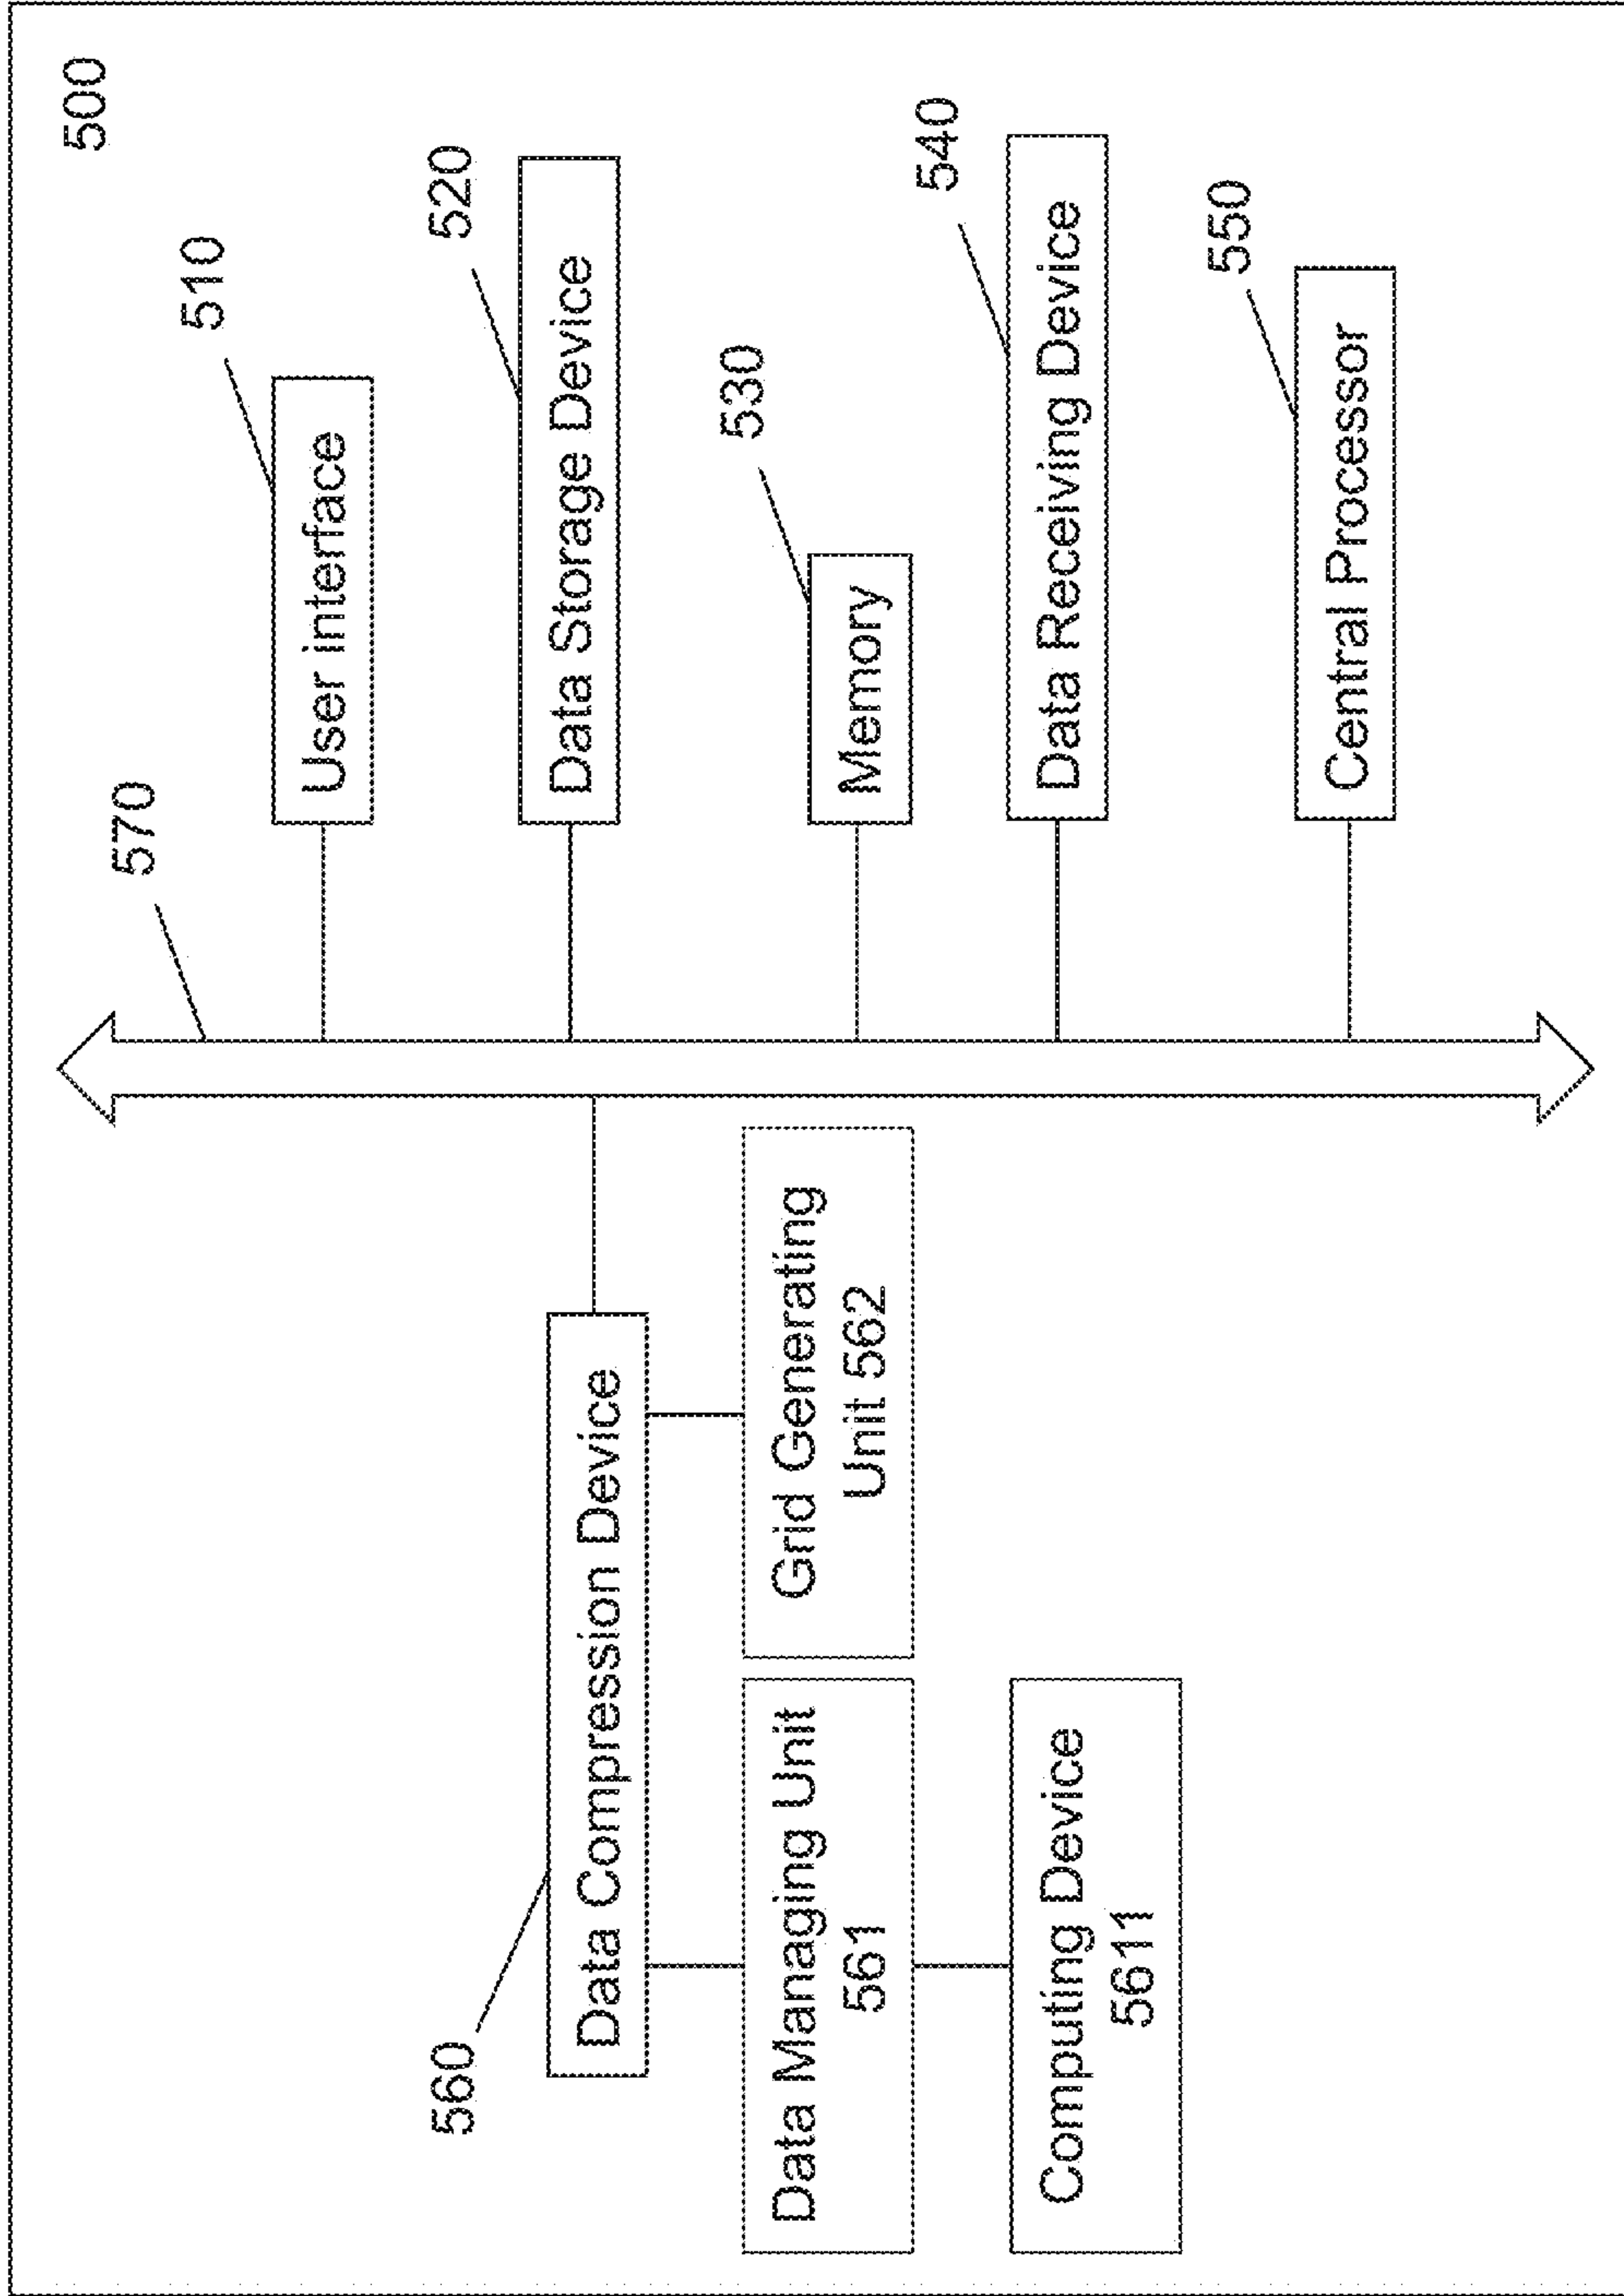 500
570
510
User interface
520
Data Storage Device
530
Memory
540
Data Receiving Device
550
Central Processor
560
Data Compression Device
Data Managing Unit
561
Grid Generating
Unit 562
Computing Device
5611